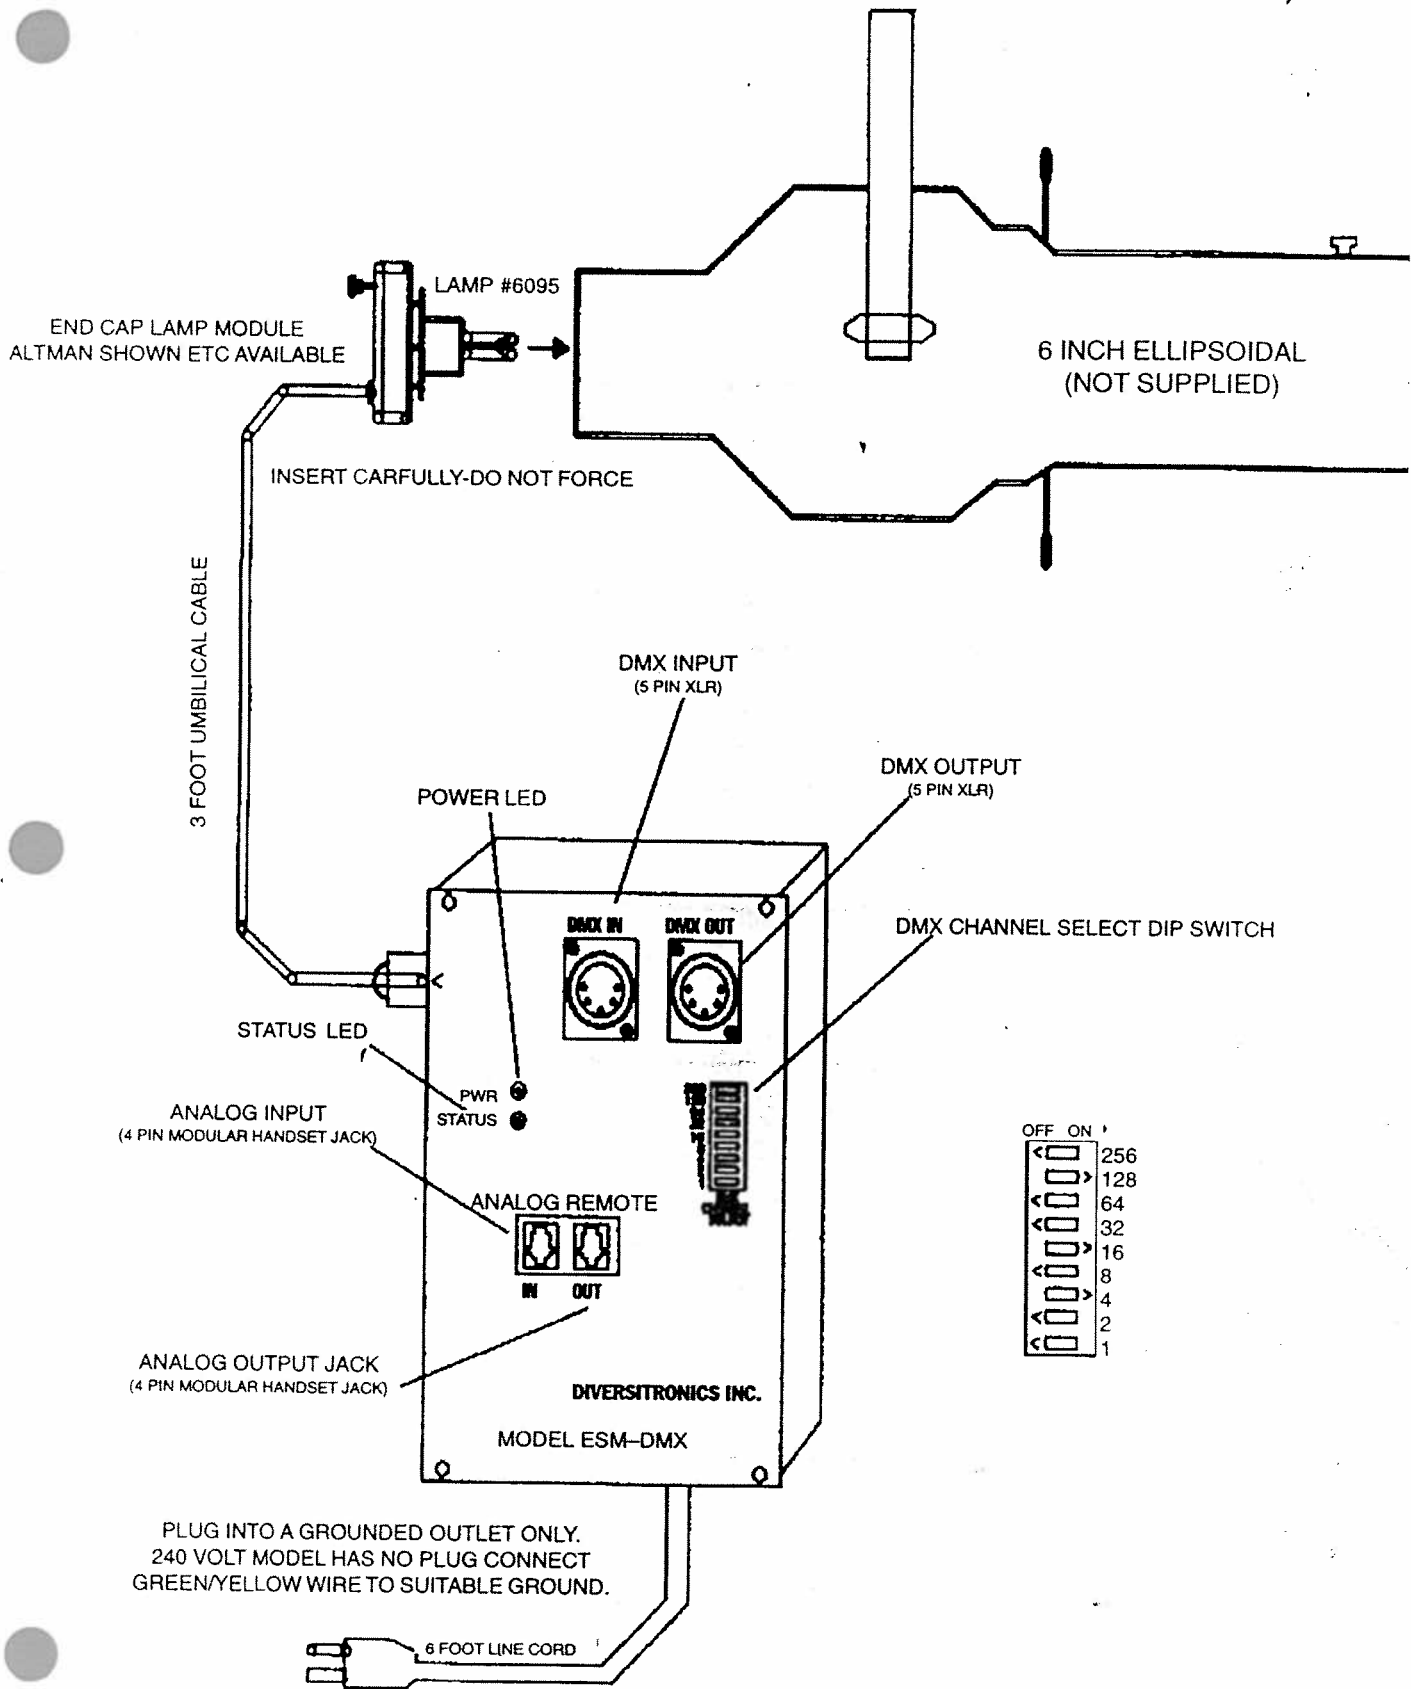 LAMP #6095
END CAP LAMP MODULE
ALTMAN SHOWN ETC AVAILABLE
6 INCH ELLIPSOIDAL
(NOT SUPPLIED)
INSERT CARFULLY-DO NOT FORCE
3 FOOT UMBILICAL CABLE
DMX INPUT
(5 PIN XLR)
DMX OUTPUT
(5 PIN XLR)
POWER LED
DMX IN
DMX OUT
DMX CHANNEL SELECT DIP SWITCH
STATUS LED
PWR
STATUS
ANALOG INPUT
(4 PIN MODULAR HANDSET JACK)
ANALOG REMOTE
IN
OUT
OFF ON
256
128
64
32
16
8
4
2
1
ANALOG OUTPUT JACK
(4 PIN MODULAR HANDSET JACK)
DIVERSITRONICS INC.
MODEL ESM–DMX
PLUG INTO A GROUNDED OUTLET ONLY.
240 VOLT MODEL HAS NO PLUG CONNECT
GREEN/YELLOW WIRE TO SUITABLE GROUND.
6 FOOT LINE CORD